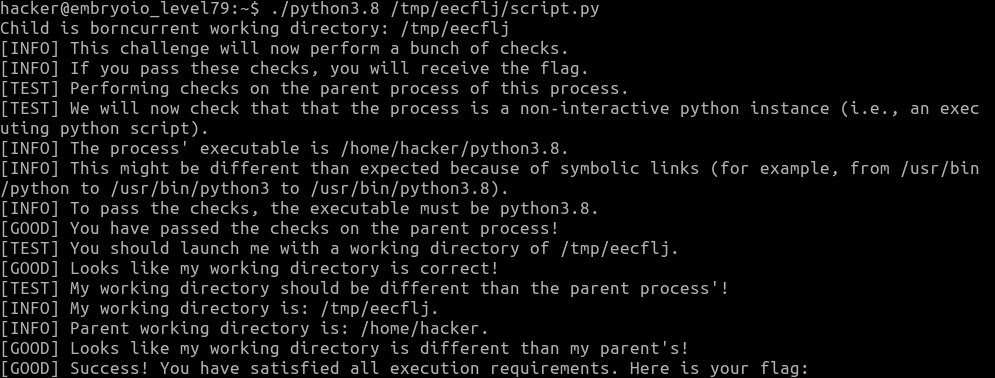 hacker@embryoio_level79:~$ ./python3.8 /tmp/eecflj/script.py
Child is borncurrent working directory: /tmp/eecflj
[INFO] This challenge will now perform a bunch of checks.
[INFO] If you pass these checks, you will receive the flag.
[TEST] Performing checks on the parent process of this process.
[TEST] We will now check that that the process is a non-interactive python instance (i.e., an exec
uting python script).
[INFO] The process' executable is /home/hacker/python3.8.
[INFO] This might be different than expected because of symbolic links (for example, from /usr/bin
/python to /usr/bin/python3 to /usr/bin/python3.8).
[INFO] To pass the checks, the executable must be python3.8.
[GOOD] You have passed the checks on the parent process!
[TEST] You should launch me with a working directory of /tmp/eecflj.
[GOOD] Looks like my working directory is correct!
[TEST] My working directory should be different than the parent process'!
[INFO] My working directory is: /tmp/eecflj.
[INFO] Parent working directory is: /home/hacker.
[GOOD] Looks like my working directory is different than my parent's!
[GOOD] Success! You have satisfied all execution requirements. Here is your flag: